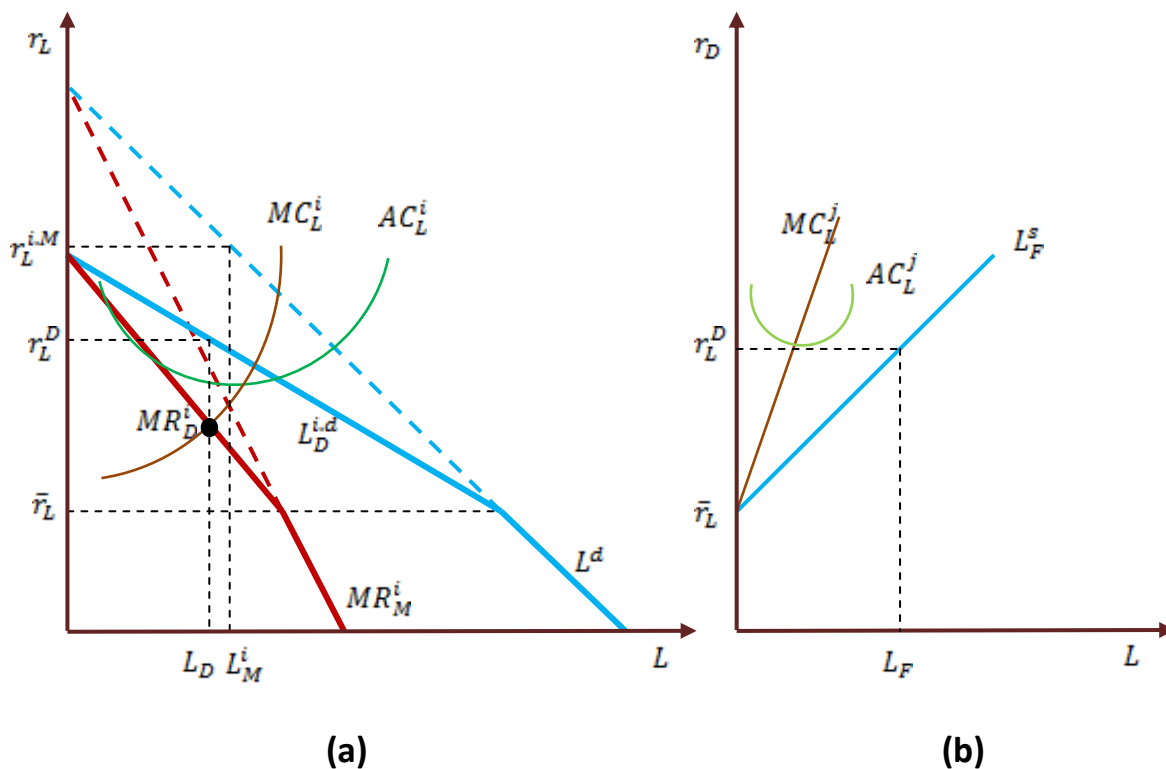 r_L
r_L^{i.M}
r_L^D
MR_D^i
r̄_L
MC_L^i
AC_L^i
L_D^{i.d}
L^d
MR_M^i
L_D
L_M^i
L
(a)
r_D
r_L^D
r̄_L
MC_L^j
AC_L^j
L_F^s
L_F
L
(b)